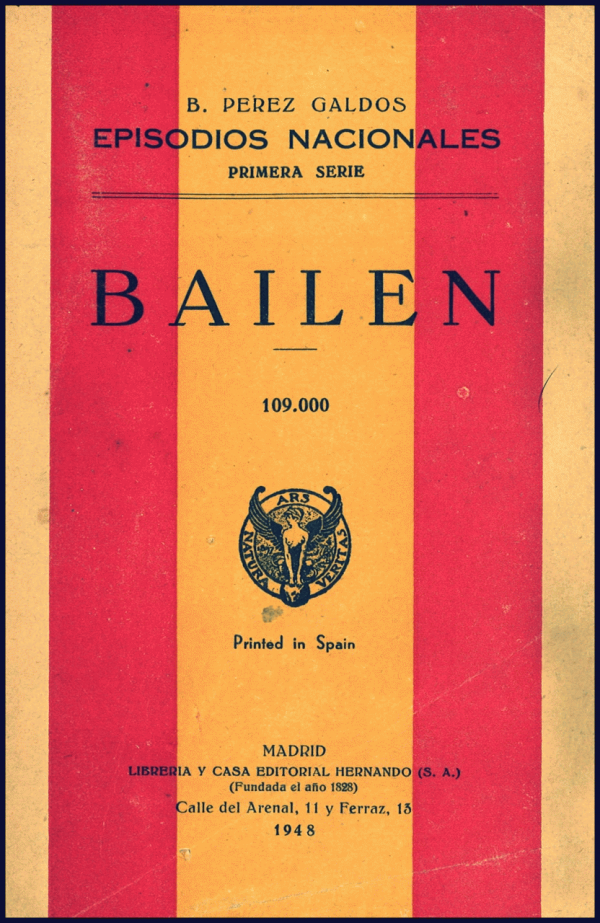 B. PEREZ GALDOS
EPISODIOS NACIONALES
PRIMERA SERIE
BAILEN
109.000
ARS
NATURA
VERITAS
Printed in Spain
MADRID
LIBRERIA Y CASA EDITORIAL HERNANDO (S. A.)
(Fundada el año 1828)
Calle del Arenal, 11 y Ferraz, 13
1948